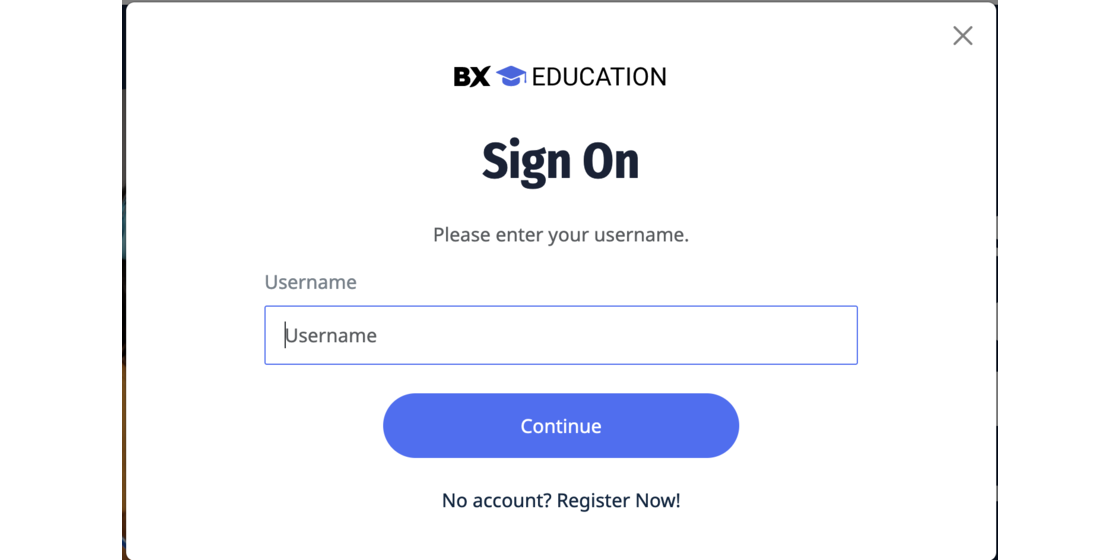 BX EDUCATION
Sign On
Please enter your username.
Username
Username
Continue
No account? Register Now!